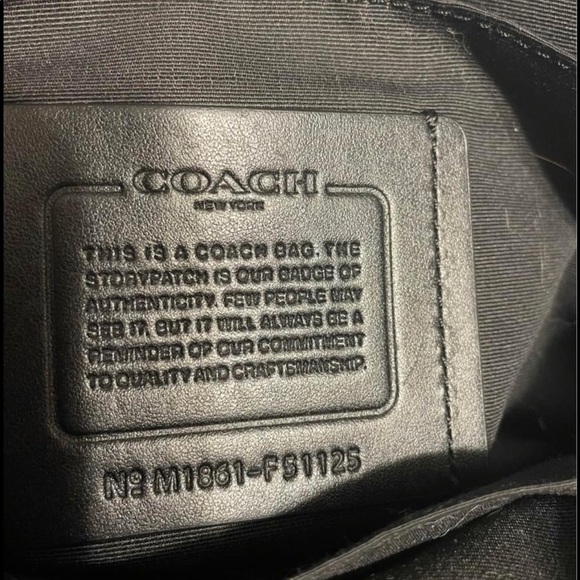 COACH
NEW YORK
THIS IS A COACH BAG. THE
STORYPATCH IS OUR BADGE OF
AUTHENTICITY. FEW PEOPLE MAY
SEE IT, BUT IT WILL ALWAYS BE A
REMINDER OF OUR COMMITMENT
TO QUALITY AND CRAFTSMANSHIP.
Nº M1861-F51125